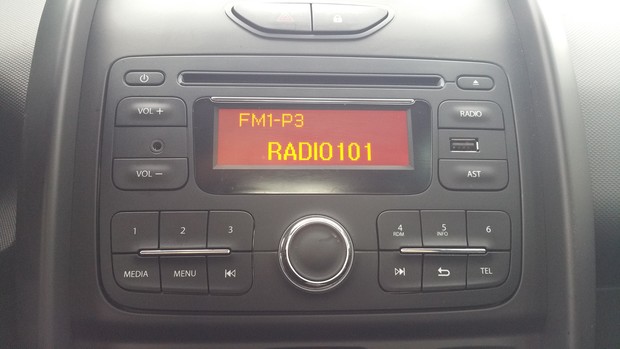 VOL +
FM1-P3
RADIO101
RADIO
VOL −
AST
1 2 3
4 5 6
RDM INFO
MEDIA MENU
TEL